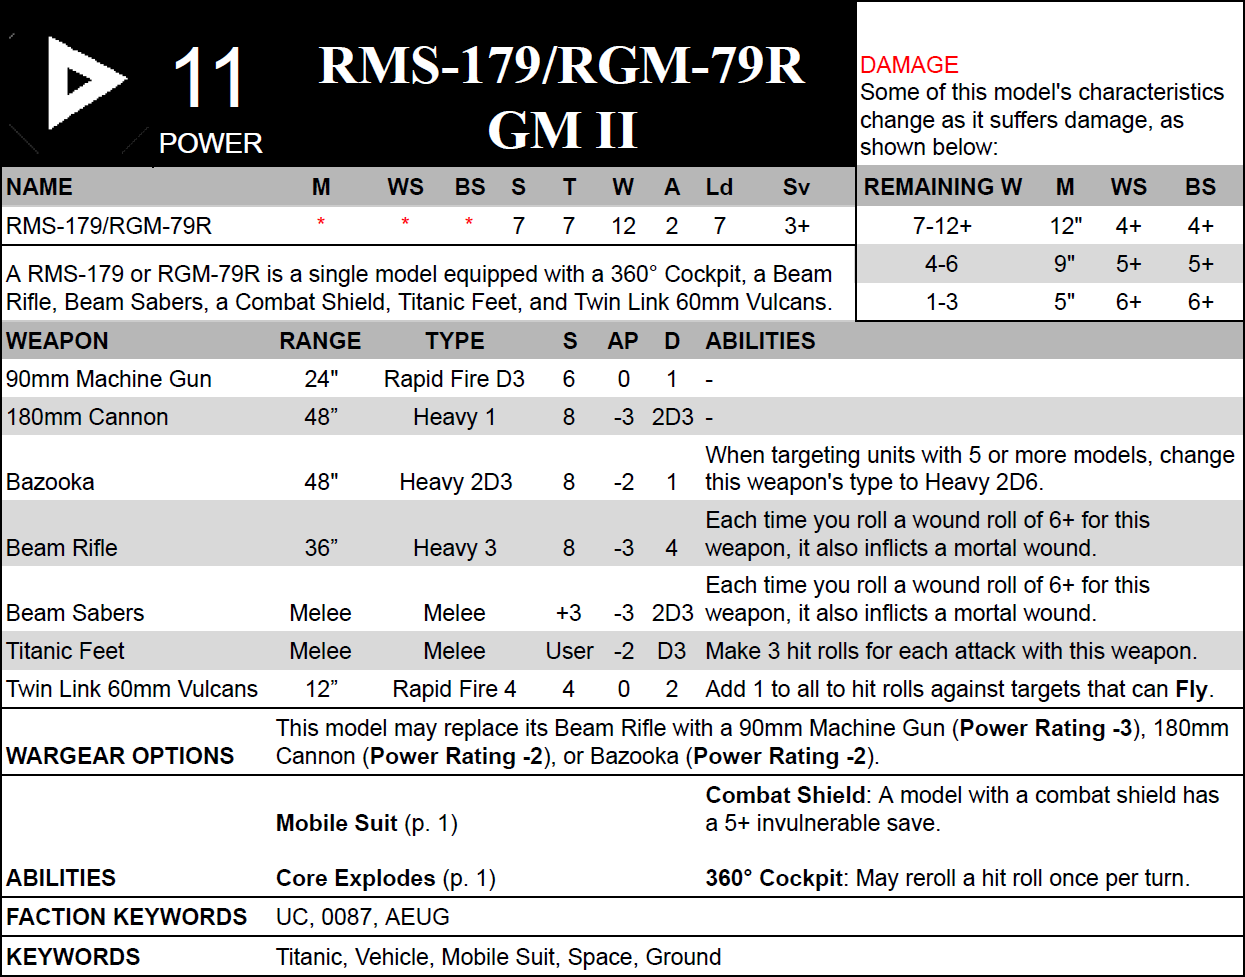 11
POWER
RMS-179/RGM-79R
GM II
DAMAGE
Some of this model's characteristics
change as it suffers damage, as
shown below:
NAME M WS BS S T W A Ld Sv
RMS-179/RGM-79R * * * 7 7 12 2 7 3+
A RMS-179 or RGM-79R is a single model equipped with a 360° Cockpit, a Beam
Rifle, Beam Sabers, a Combat Shield, Titanic Feet, and Twin Link 60mm Vulcans.
REMAINING W M WS BS
7-12+ 12" 4+ 4+
4-6 9" 5+ 5+
1-3 5" 6+ 6+
WEAPON RANGE TYPE S AP D ABILITIES
90mm Machine Gun 24" Rapid Fire D3 6 0 1 -
180mm Cannon 48” Heavy 1 8 -3 2D3 -
When targeting units with 5 or more models, change
Bazooka 48" Heavy 2D3 8 -2 1 this weapon's type to Heavy 2D6.
Each time you roll a wound roll of 6+ for this
Beam Rifle 36” Heavy 3 8 -3 4 weapon, it also inflicts a mortal wound.
Each time you roll a wound roll of 6+ for this
Beam Sabers Melee Melee +3 -3 2D3 weapon, it also inflicts a mortal wound.
Titanic Feet Melee Melee User -2 D3 Make 3 hit rolls for each attack with this weapon.
Twin Link 60mm Vulcans 12” Rapid Fire 4 4 0 2 Add 1 to all to hit rolls against targets that can Fly.
This model may replace its Beam Rifle with a 90mm Machine Gun (Power Rating -3), 180mm
WARGEAR OPTIONS Cannon (Power Rating -2), or Bazooka (Power Rating -2).
Combat Shield: A model with a combat shield has
Mobile Suit (p. 1) a 5+ invulnerable save.
ABILITIES Core Explodes (p. 1) 360° Cockpit: May reroll a hit roll once per turn.
FACTION KEYWORDS UC, 0087, AEUG
KEYWORDS Titanic, Vehicle, Mobile Suit, Space, Ground